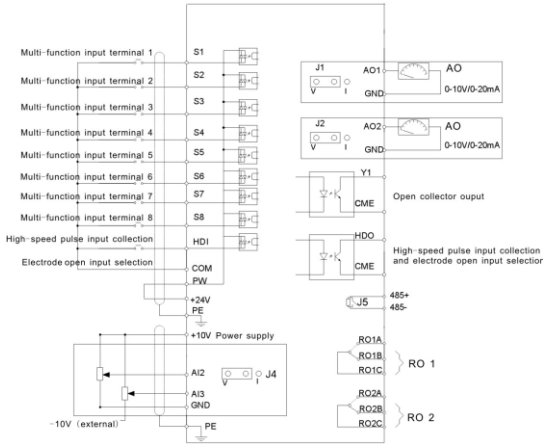 Multi-function input terminal 1
S1
Multi-function input terminal 2
S2
Multi-function input terminal 3
S3
Multi-function input terminal 4
S4
Multi-function input terminal 5
S5
Multi-function input terminal 6
S6
Multi-function input terminal 7
S7
Multi-function input terminal 8
S8
High-speed pulse input collection
HDI
Electrode open input selection
COM
PW
+24V
PE
+10V Power supply
AI2
V
I
J4
AI3
GND
-10V (external)
PE
J1
V
I
AO1
AO
GND
0-10V/0-20mA
J2
V
I
AO2
AO
GND
0-10V/0-20mA
Y1
Open collector ouput
CME
HDO
High-speed pulse input collection
and electrode open input selection
CME
J5
485+
485-
RO1A
RO1B
RO1C
RO 1
RO2A
RO2B
RO2C
RO 2